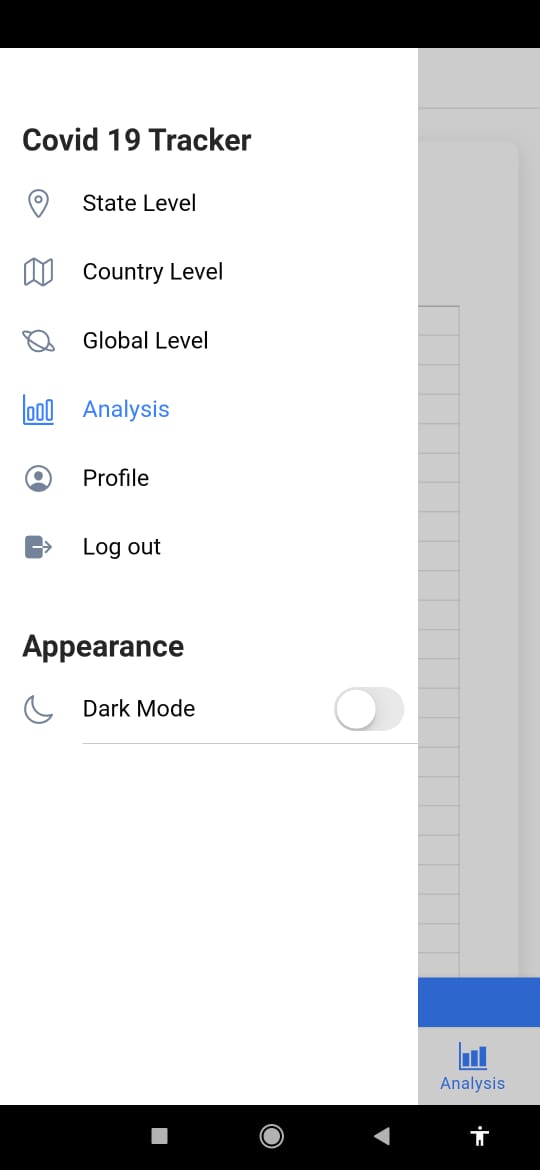 Covid 19 Tracker
State Level
Country Level
Global Level
Analysis
Profile
Log out
Appearance
Dark Mode
Analysis